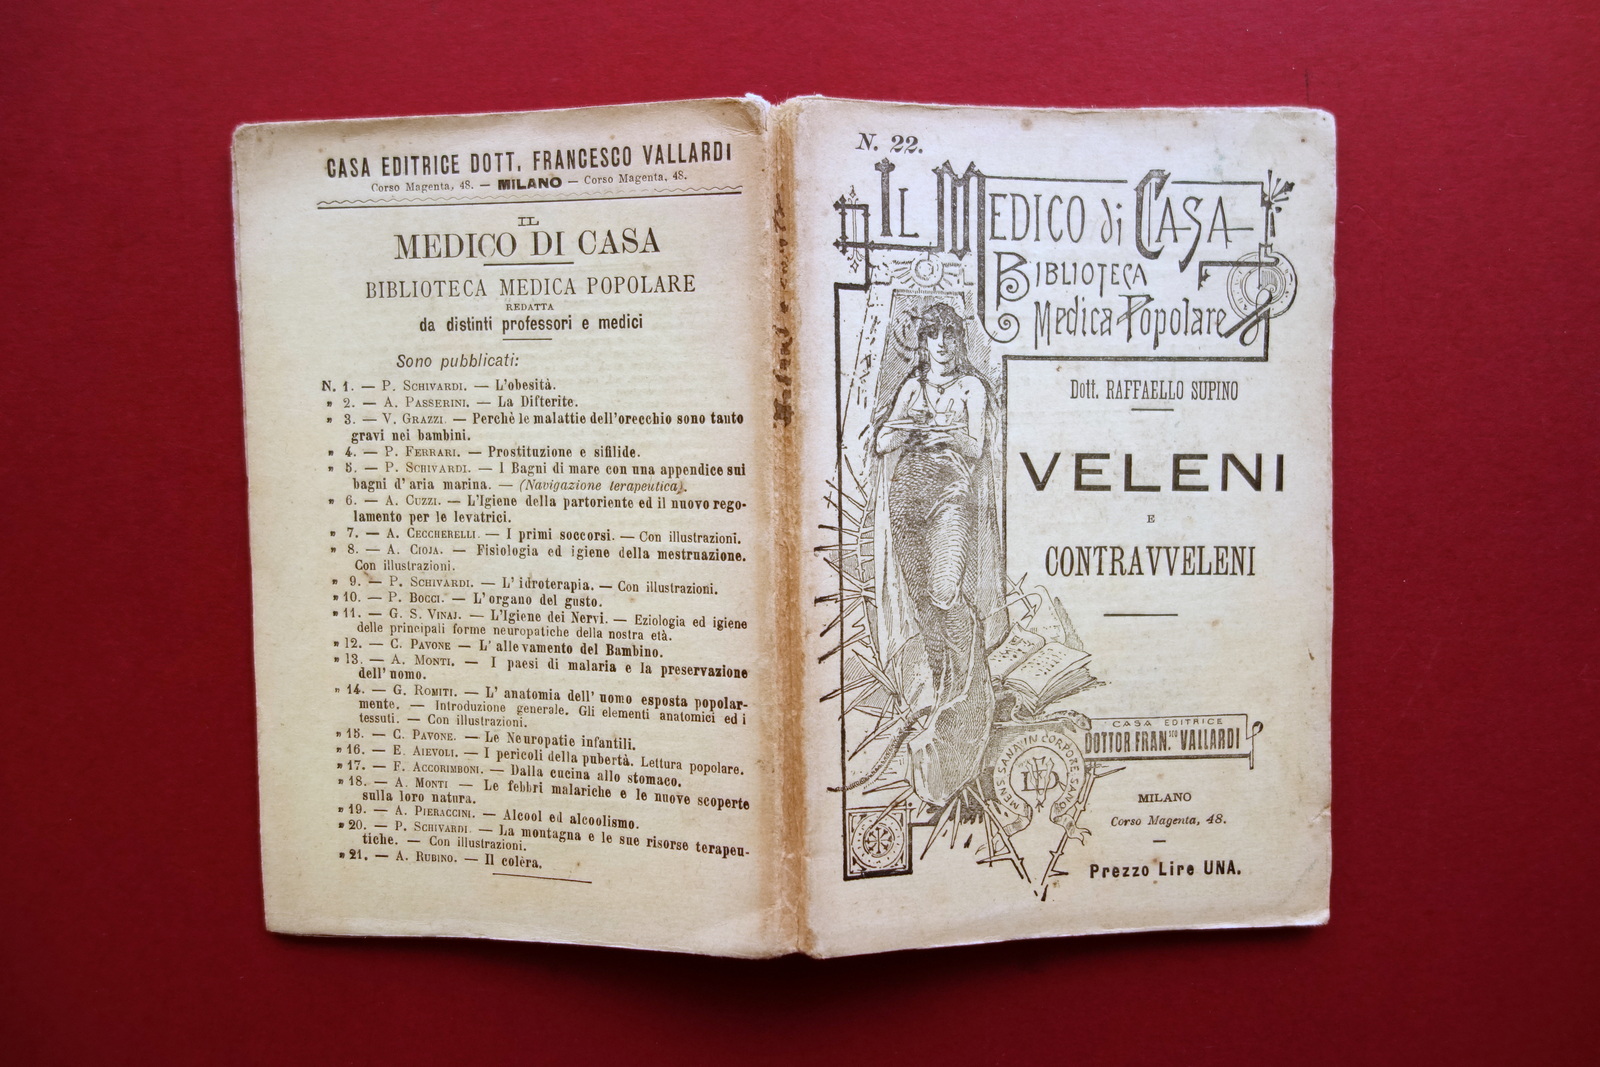 CASA EDITRICE DOTT. FRANCESCO VALLARDI
Corso Magenta, 48. — MILANO — Corso Magenta, 48.
IL
MEDICO DI CASA
BIBLIOTECA MEDICA POPOLARE
REDATTA
da distinti professori e medici
Sono pubblicati:
N. 1. — P. SCHIVARDI. — L'obesità.
" 2. — A. PASSERINI. — La Difterite.
" 3. — V. GRAZZI. — Perchè le malattie dell'orecchio sono tanto
gravi nei bambini.
" 4. — P. FERRARI. — Prostituzione e sifilide.
" 5. — P. SCHIVARDI. — I Bagni di mare con una appendice sui
bagni d'aria marina. — (Navigazione terapeutica).
" 6. — A. CUZZI. — L'Igiene della partoriente ed il nuovo rego-
lamento per le levatrici.
" 7. — A. CECCHERELLI. — I primi soccorsi. — Con illustrazioni.
" 8. — A. CIOJA. — Fisiologia ed igiene della mestruazione.
Con illustrazioni.
" 9. — P. SCHIVARDI. — L'idroterapia. — Con illustrazioni.
" 10. — P. BOCCI. — L'organo del gusto.
" 11. — G. S. VINAJ. — L'Igiene dei Nervi. — Eziologia ed igiene
delle principali forme neuropatiche della nostra età.
" 12. — C. PAVONE — L'allevamento del Bambino.
" 13. — A. MONTI. — I paesi di malaria e la preservazione
dell'uomo.
" 14. — G. ROMITI. — L'anatomia dell'uomo esposta popolar-
mente. — Introduzione generale. Gli elementi anatomici ed i
tessuti. — Con illustrazioni.
" 15. — C. PAVONE. — Le Neuropatie infantili.
" 16. — E. AIEVOLI. — I pericoli della pubertà. Lettura popolare.
" 17. — F. ACCORIMBONI. — Dalla cucina allo stomaco.
" 18. — A. MONTI — Le febbri malariche e le nuove scoperte
sulla loro natura.
" 19. — A. PIERACCINI. — Alcool ed alcoolismo.
" 20. — P. SCHIVARDI. — La montagna e le sue risorse terapeu-
tiche. — Con illustrazioni.
" 21. — A. RUBINO. — Il colèra.
N. 22.
IL MEDICO di CASA
BIBLIOTECA
Medica Popolare
Dott. RAFFAELLO SUPINO
VELENI
E
CONTRAVVELENI
CASA EDITRICE
DOTTOR FRAN.SCO VALLARDI
MENS SANA IN CORPORE SANO
MILANO
Corso Magenta, 48.
Prezzo Lire UNA.